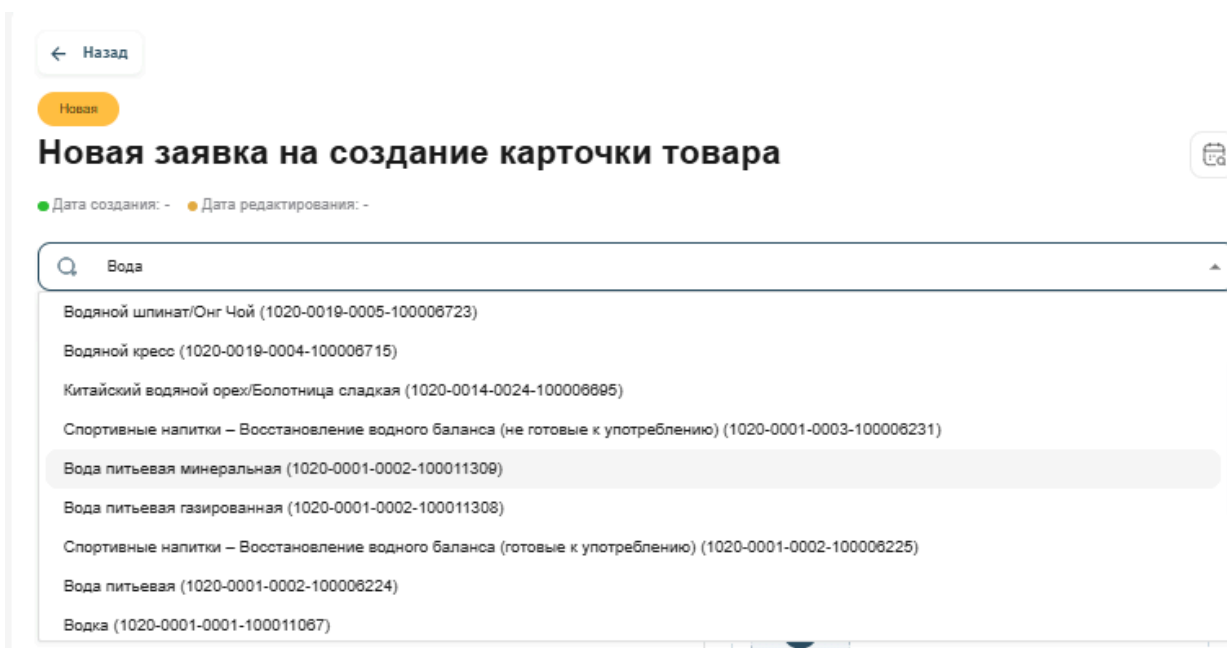 ← Назад
Новая
Новая заявка на создание карточки товара
Дата создания: - Дата редактирования: -
Вода
Водяной шпинат/Онг Чой (1020-0019-0005-100006723)
Водяной кресс (1020-0019-0004-100006715)
Китайский водяной орех/Болотница сладкая (1020-0014-0024-100006695)
Спортивные напитки – Восстановление водного баланса (не готовые к употреблению) (1020-0001-0003-100006231)
Вода питьевая минеральная (1020-0001-0002-100011309)
Вода питьевая газированная (1020-0001-0002-100011308)
Спортивные напитки – Восстановление водного баланса (готовые к употреблению) (1020-0001-0002-100006225)
Вода питьевая (1020-0001-0002-100006224)
Водка (1020-0001-0001-100011067)